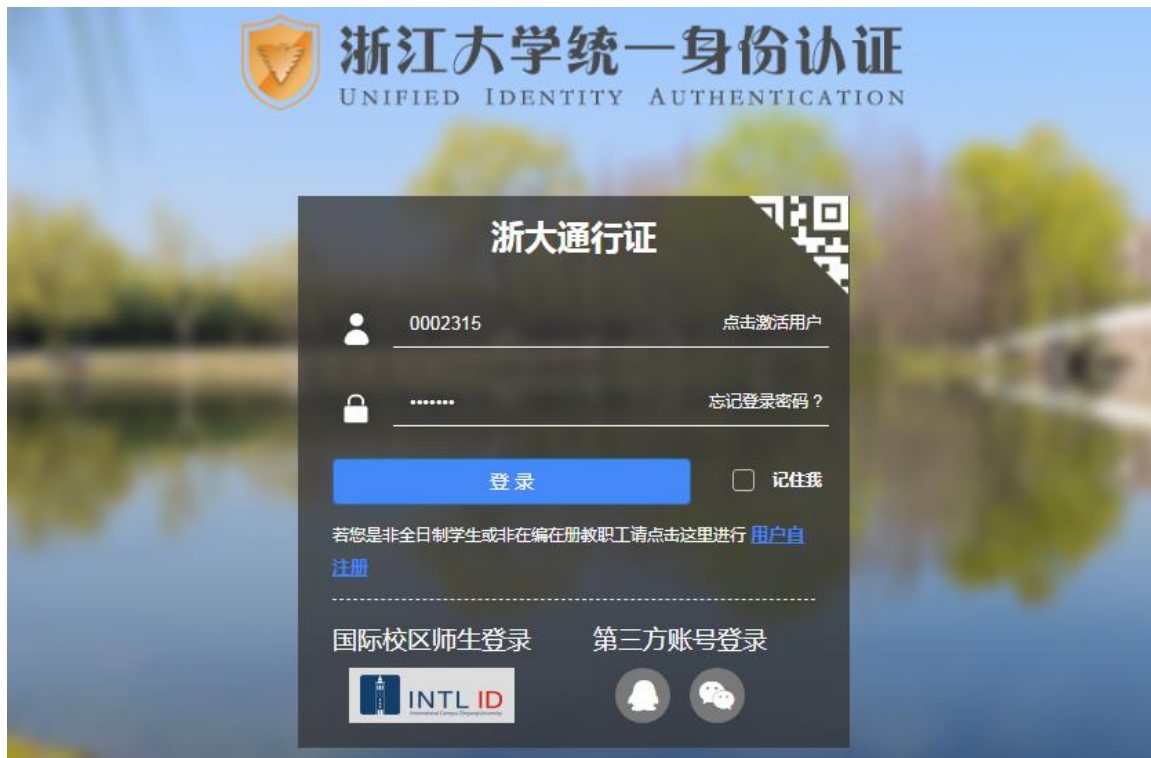 浙江大学统一身份认证
UNIFIED IDENTITY AUTHENTICATION
浙大通行证
0002315 点击激活用户
······· 忘记登录密码？
登录 记住我
若您是非全日制学生或非在编在册教职工请点击这里进行 用户自
注册
国际校区师生登录 第三方账号登录
INTL ID
International Campus Zhejiang University